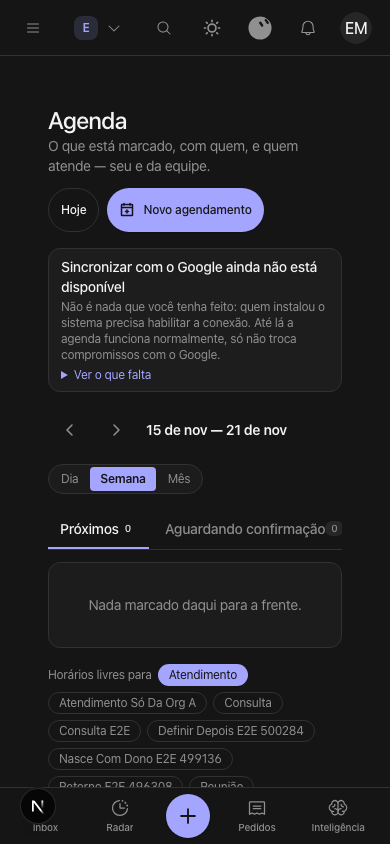 E
EM
Agenda
O que está marcado, com quem, e quem
atende — seu e da equipe.
Hoje
Novo agendamento
Sincronizar com o Google ainda não está
disponível
Não é nada que você tenha feito: quem instalou o
sistema precisa habilitar a conexão. Até lá a
agenda funciona normalmente, só não troca
compromissos com o Google.
Ver o que falta
15 de nov — 21 de nov
Dia Semana Mês
Próximos 0 Aguardando confirmação 0
Nada marcado daqui para a frente.
Horários livres para Atendimento
Atendimento Só Da Org A Consulta
Consulta E2E Definir Depois E2E 500284
Nasce Com Dono E2E 499136
Retorno E2E 496308 Reunião
N
Inbox Radar Pedidos Inteligência